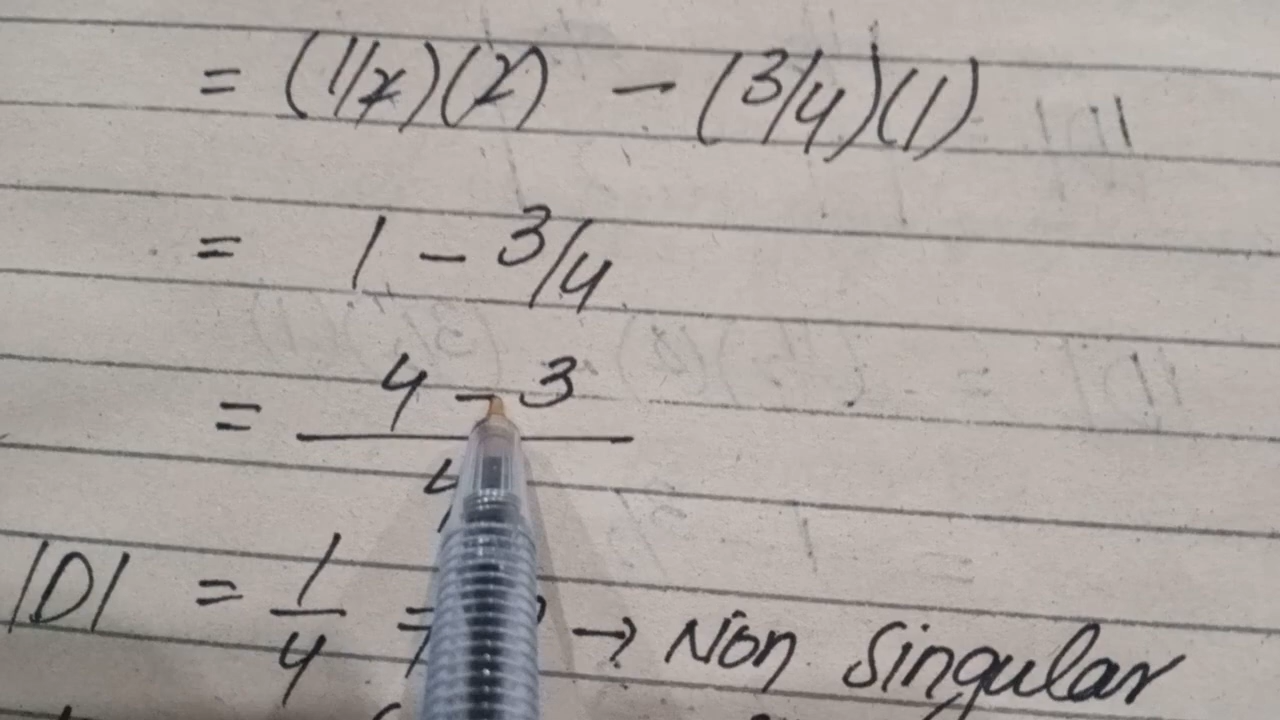 = (1/2)(2) - (3/4)(1)
= 1 - 3/4
= 4 - 3
4
|D| = 1/4 ≠ → Non Singular